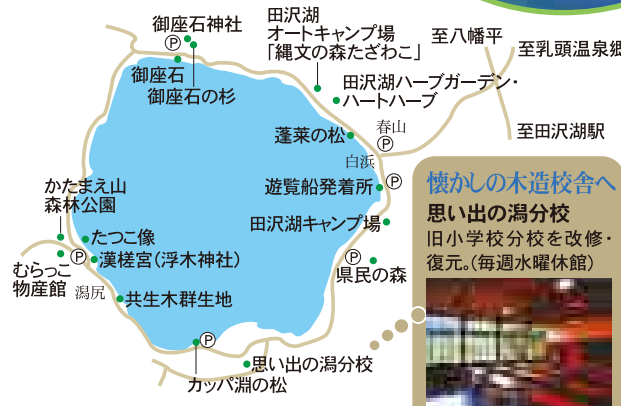 御座石神社
Ⓟ
御座石
御座石の杉
田沢湖
オートキャンプ場
「縄文の森たざわこ」
至八幡平
至乳頭温泉郷
田沢湖ハーブガーデン・
ハートハーブ
至田沢湖駅
蓬莱の松
春山
Ⓟ
白浜
遊覧船発着所
Ⓟ
田沢湖キャンプ場
Ⓟ
県民の森
かたまえ山
森林公園
たつこ像
Ⓟ
漢槎宮(浮木神社)
むらっこ
物産館
潟尻
共生木群生地
Ⓟ
カッパ淵の松
思い出の潟分校
懐かしの木造校舎へ
思い出の潟分校
旧小学校分校を改修・
復元。(毎週水曜休館)